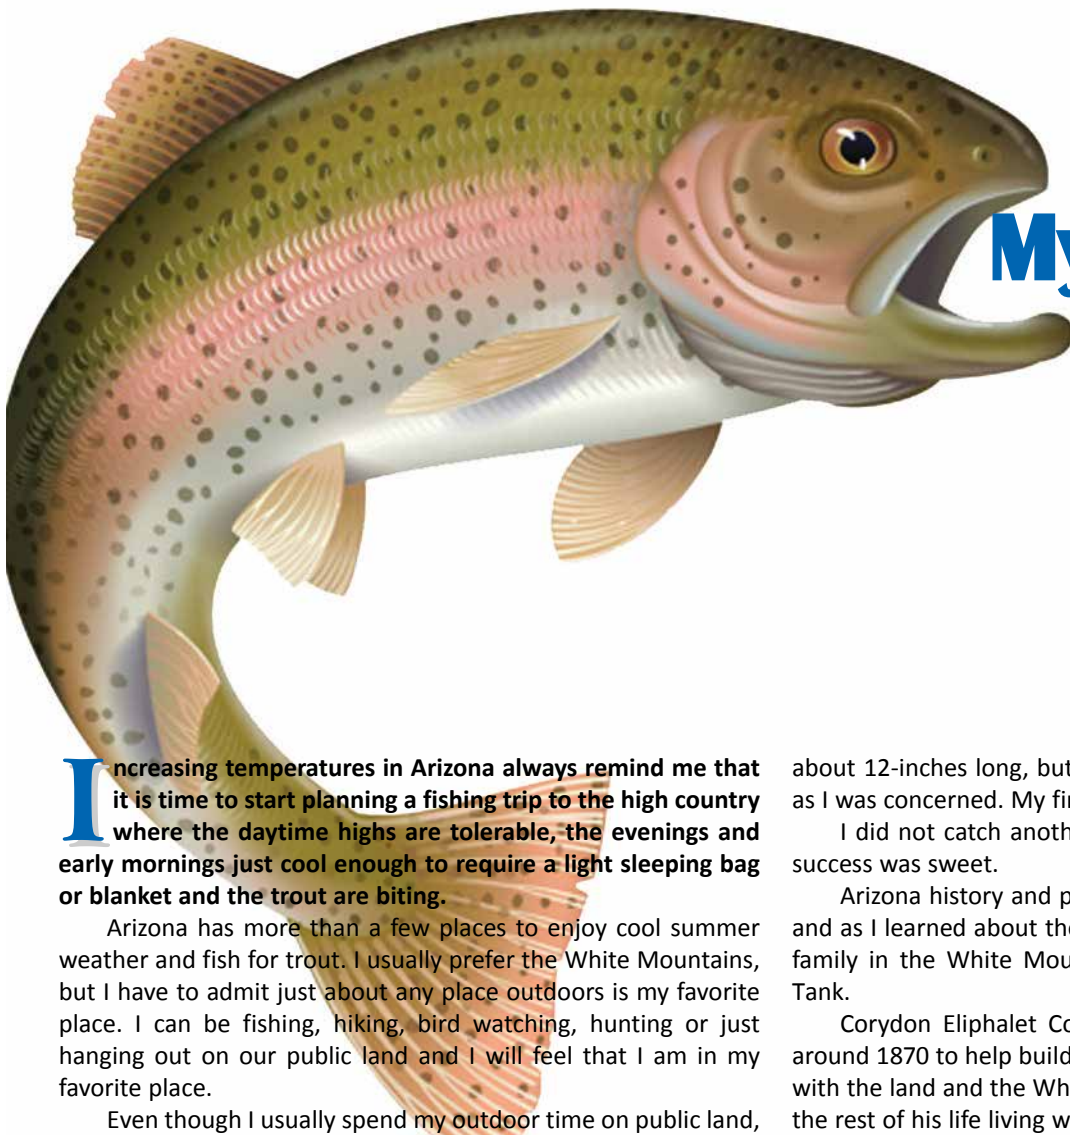 My
Increasing temperatures in Arizona always remind me that
it is time to start planning a fishing trip to the high country
where the daytime highs are tolerable, the evenings and
early mornings just cool enough to require a light sleeping bag
or blanket and the trout are biting.
Arizona has more than a few places to enjoy cool summer
weather and fish for trout. I usually prefer the White Mountains,
but I have to admit just about any place outdoors is my favorite
place. I can be fishing, hiking, bird watching, hunting or just
hanging out on our public land and I will feel that I am in my
favorite place.
Even though I usually spend my outdoor time on public land,
about 12-inches long, but
as I was concerned. My fi
I did not catch anoth
success was sweet.
Arizona history and p
and as I learned about the
family in the White Mou
Tank.
Corydon Eliphalet Co
around 1870 to help build
with the land and the Wh
the rest of his life living w